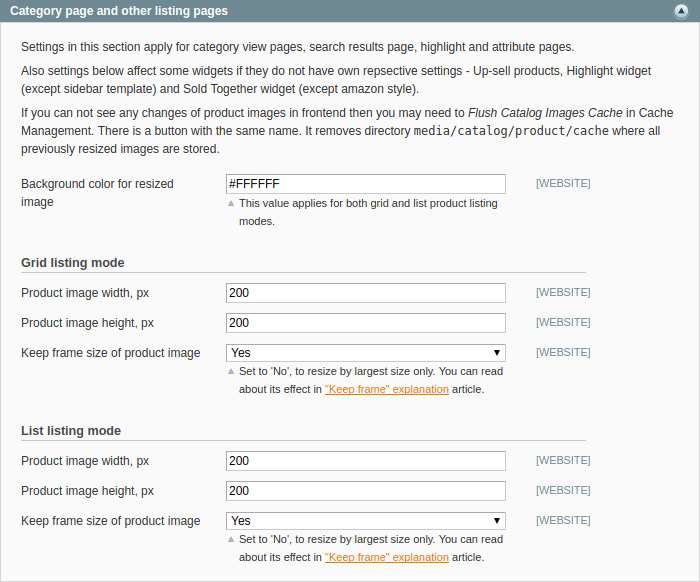 Category page and other listing pages
Settings in this section apply for category view pages, search results page, highlight and attribute pages.
Also settings below affect some widgets if they do not have own repsective settings - Up-sell products, Highlight widget
(except sidebar template) and Sold Together widget (except amazon style).
If you can not see any changes of product images in frontend then you may need to Flush Catalog Images Cache in Cache
Management. There is a button with the same name. It removes directory media/catalog/product/cache where all
previously resized images are stored.
Background color for resized
image
#FFFFFF
[WEBSITE]
This value applies for both grid and list product listing
modes.
Grid listing mode
Product image width, px 200 [WEBSITE]
Product image height, px 200 [WEBSITE]
Keep frame size of product image Yes [WEBSITE]
Set to 'No', to resize by largest size only. You can read
about its effect in "Keep frame" explanation article.
List listing mode
Product image width, px 200 [WEBSITE]
Product image height, px 200 [WEBSITE]
Keep frame size of product image Yes [WEBSITE]
Set to 'No', to resize by largest size only. You can read
about its effect in "Keep frame" explanation article.